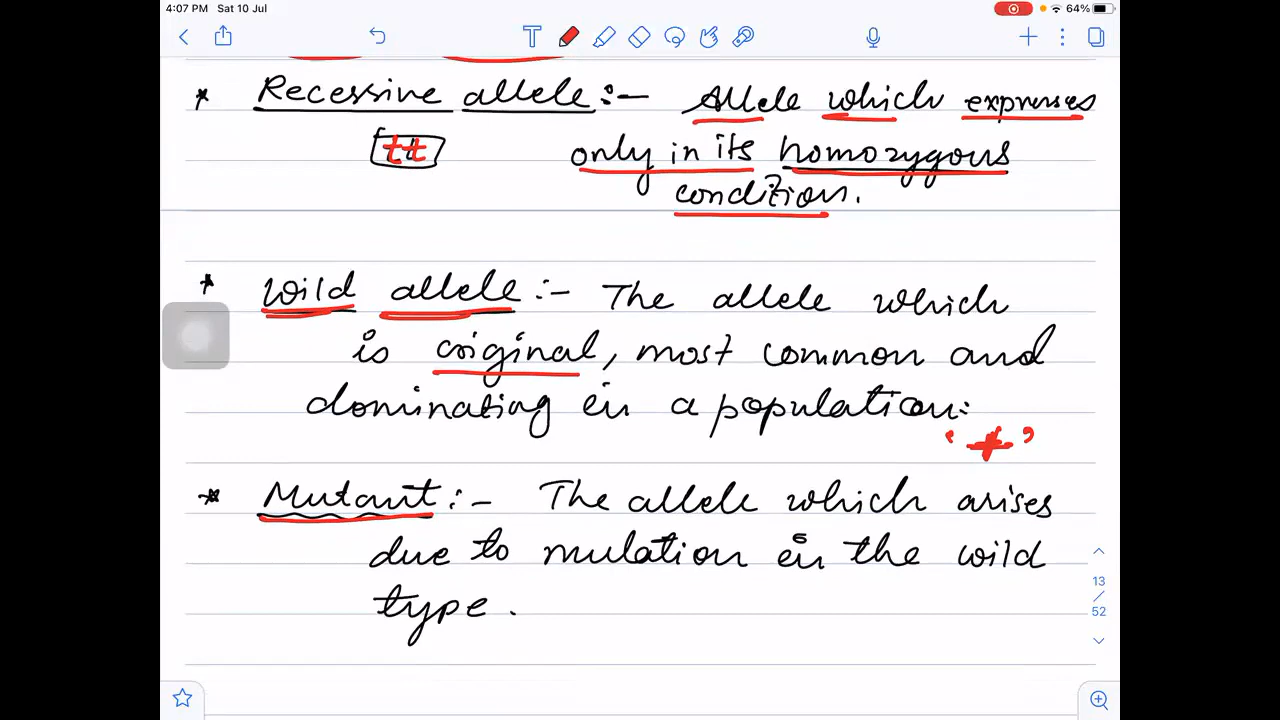 4:07 PM Sat 10 Jul 64%
* Recessive allele :- Allele which expresses
tt only in its homozygous
condition.
* Wild allele :- The allele which
is original, most common and
dominating in a population.
'+'
* Mutant :- The allele which arises
due to mutation in the wild
type.
13
/
52